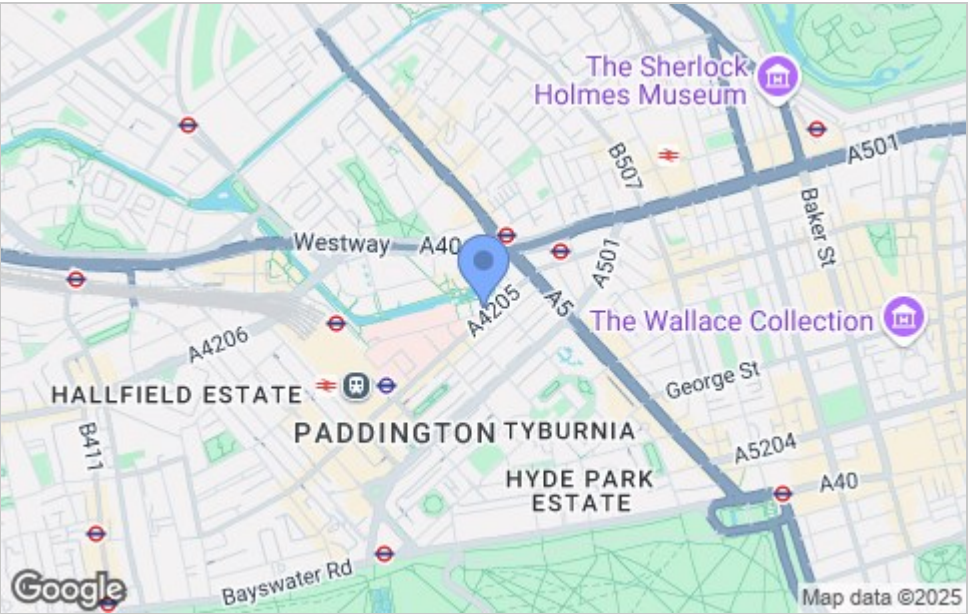 The Sherlock
Holmes Museum
A501
B507
Baker St
Westway
A40
A501
A4205
A5
The Wallace Collection
A4206
George St
HALLFIELD ESTATE
B411
PADDINGTON
TYBURNIA
A5204
HYDE PARK
ESTATE
A40
Bayswater Rd
Google
Map data ©2025